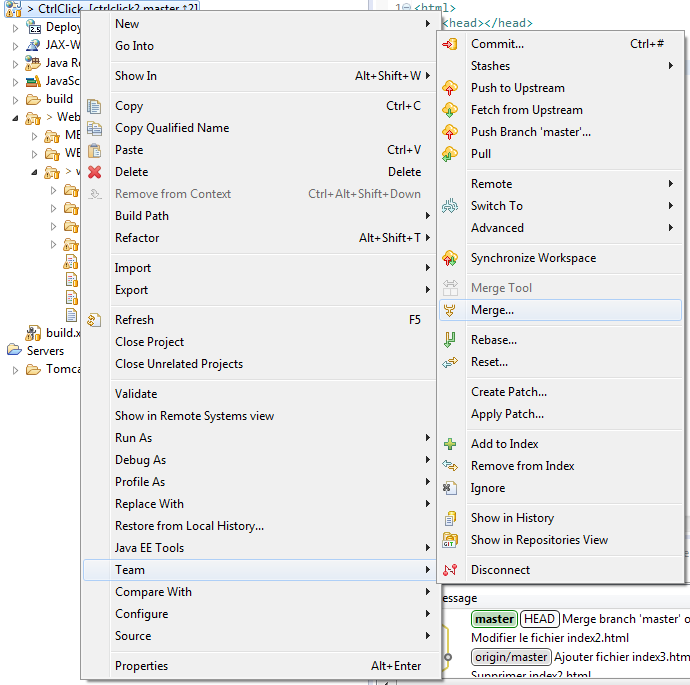 > CtrlClick [ctrlclick2 master ↑2]
Deploy
JAX-W
Java Re
JavaSc
build
> Web
ME
WE
> w
build.x
Servers
Tomca
New
Go Into
Show In Alt+Shift+W
Copy Ctrl+C
Copy Qualified Name
Paste Ctrl+V
Delete Delete
Remove from Context Ctrl+Alt+Shift+Down
Build Path
Refactor Alt+Shift+T
Import
Export
Refresh F5
Close Project
Close Unrelated Projects
Validate
Show in Remote Systems view
Run As
Debug As
Profile As
Replace With
Restore from Local History...
Java EE Tools
Team
Compare With
Configure
Source
Properties Alt+Enter
1 <html>
<head></head>
Commit... Ctrl+#
Stashes
Push to Upstream
Fetch from Upstream
Push Branch 'master'...
Pull
Remote
Switch To
Advanced
Synchronize Workspace
Merge Tool
Merge...
Rebase...
Reset...
Create Patch...
Apply Patch...
Add to Index
Remove from Index
Ignore
Show in History
Show in Repositories View
Disconnect
essage
master HEAD Merge branch 'master' o
Modifier le fichier index2.html
origin/master Ajouter fichier index3.htm
Supprimer index2.html